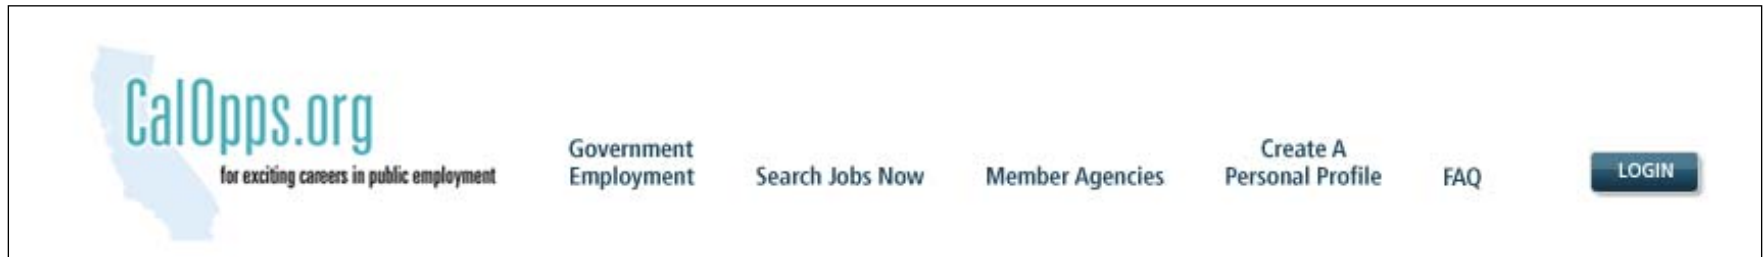 CalOpps.org
for exciting careers in public employment
Government
Employment
Search Jobs Now
Member Agencies
Create A
Personal Profile
FAQ
LOGIN